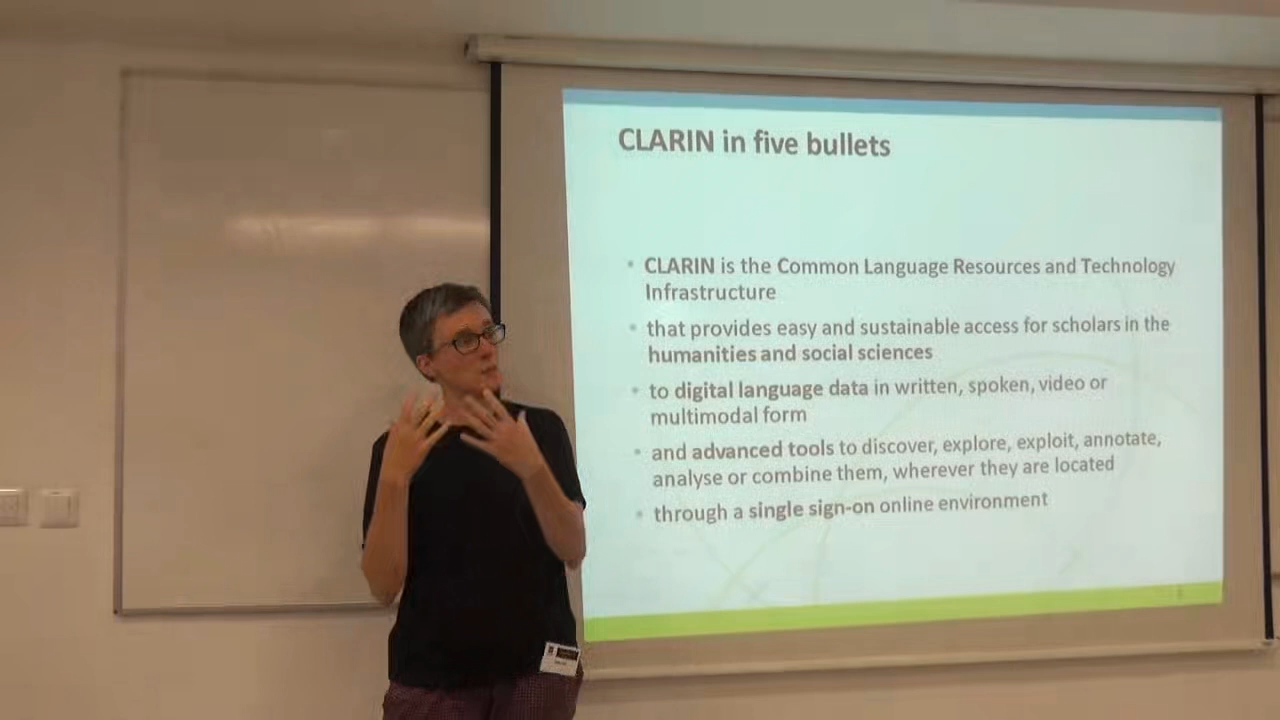 CLARIN in five bullets
• CLARIN is the Common Language Resources and Technology
Infrastructure
• that provides easy and sustainable access for scholars in the
humanities and social sciences
• to digital language data in written, spoken, video or
multimodal form
• and advanced tools to discover, explore, exploit, annotate,
analyse or combine them, wherever they are located
• through a single sign-on online environment